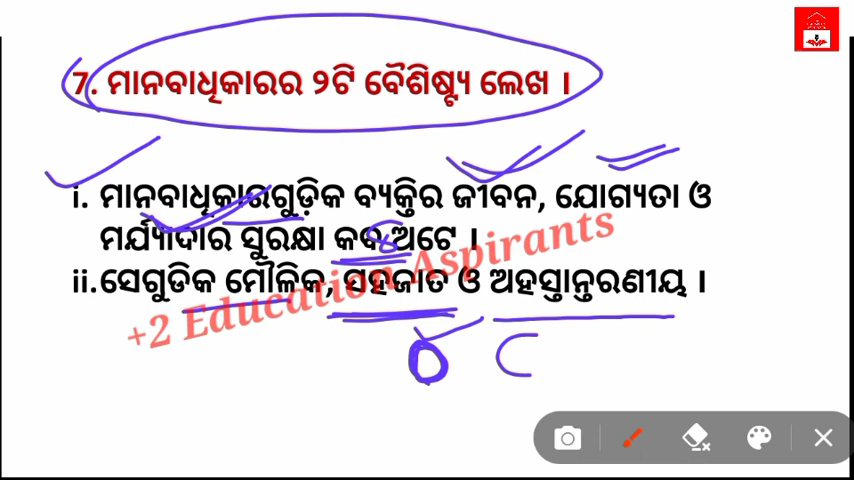 7. ମାନବାଧିକାରର ୨ଟି ବୈଶିଷ୍ଟ୍ୟ ଲେଖ ।
i. ମାନବାଧିକାରଗୁଡ଼ିକ ବ୍ୟକ୍ତିର ଜୀବନ, ଯୋଗ୍ୟତା ଓ
ମର୍ଯ୍ୟାଦାର ସୁରକ୍ଷା କବଚ ଅଟେ ।
ii. ସେଗୁଡିକ ମୌଳିକ, ସହଜାତ ଓ ଅହସ୍ତାନ୍ତରଣୀୟ ।
+2 Education Aspirants